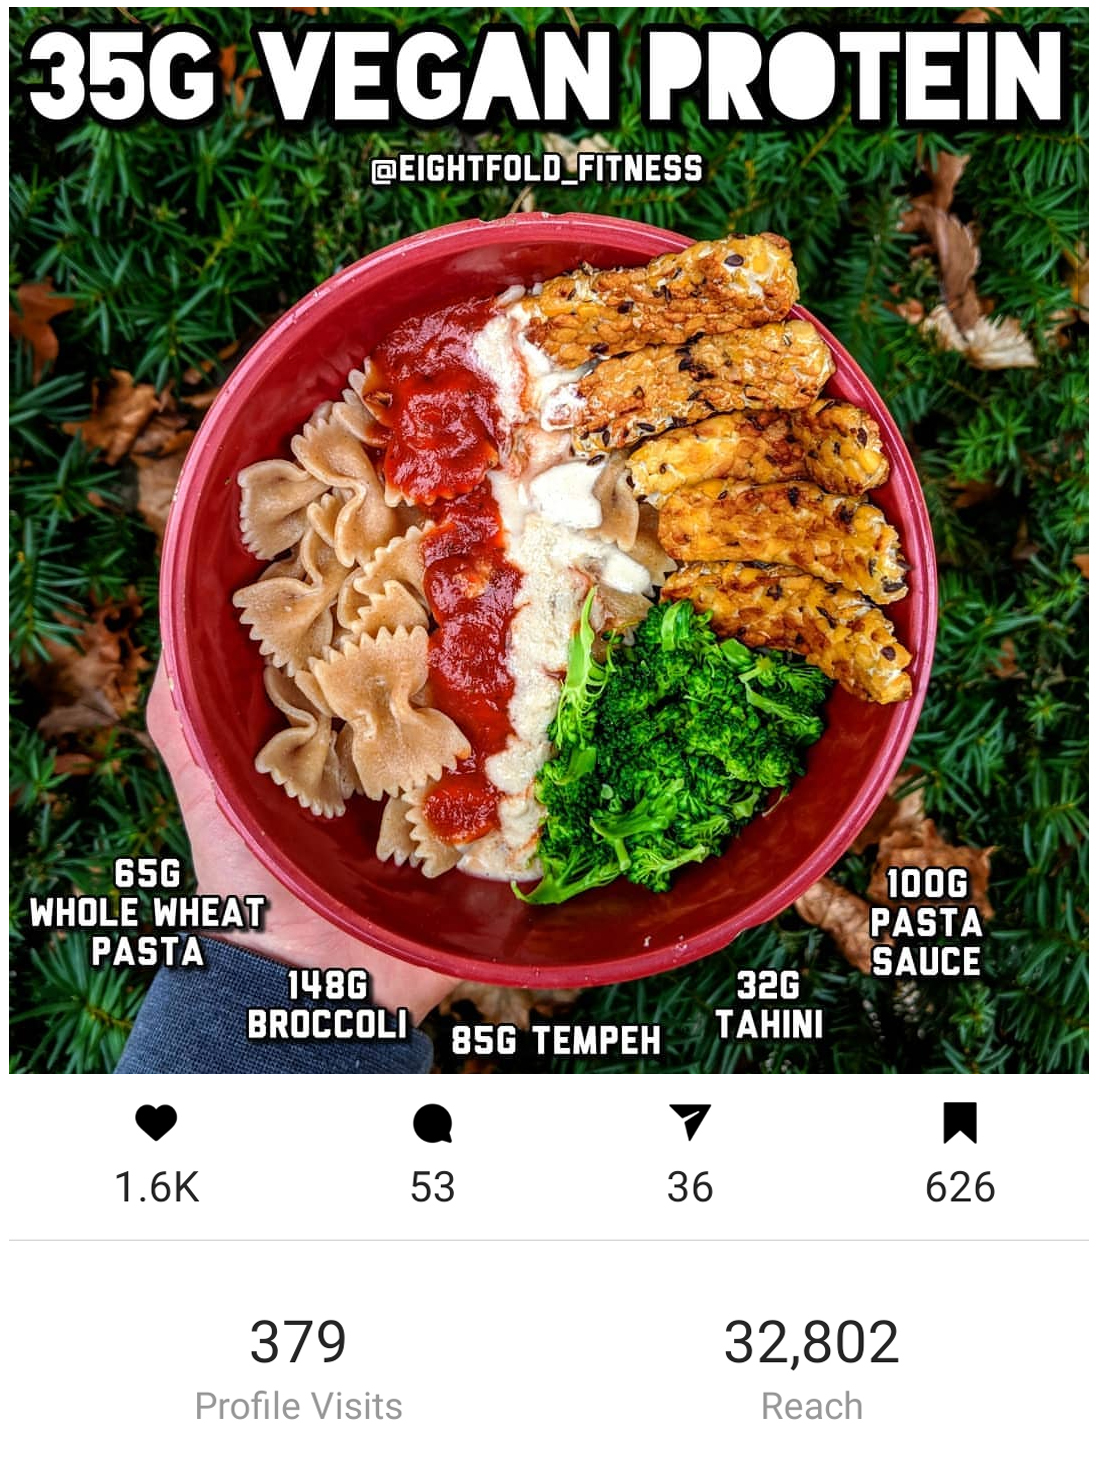 35G VEGAN PROTEIN
@EIGHTFOLD_FITNESS
65G
WHOLE WHEAT
PASTA
148G
BROCCOLI
85G TEMPEH
32G
TAHINI
100G
PASTA
SAUCE
1.6K
53
36
626
379
Profile Visits
32,802
Reach